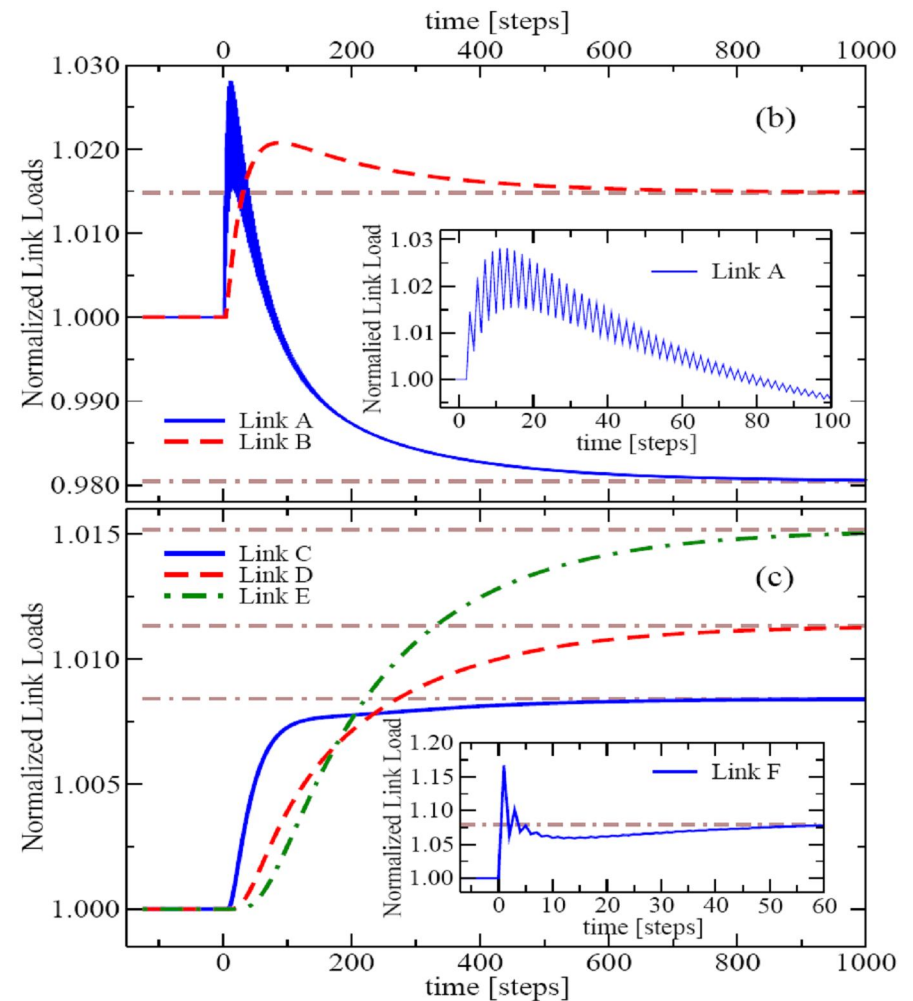 time [steps]
0 200 400 600 800 1000
1.030
1.020
1.010
1.000
0.990
0.980
Normalized Link Loads
(b)
Link A
Link B
1.03
1.02
1.01
1.00
Normalied Link Load
Link A
0 20 40 60 80 100
time [steps]
1.015
1.010
1.005
1.000
Normalized Link Loads
Link C
Link D
Link E
(c)
1.20
1.15
1.10
1.05
1.00
Normalized Link Load
Link F
0 10 20 30 40 50 60
time [steps]
0 200 400 600 800 1000
time [steps]